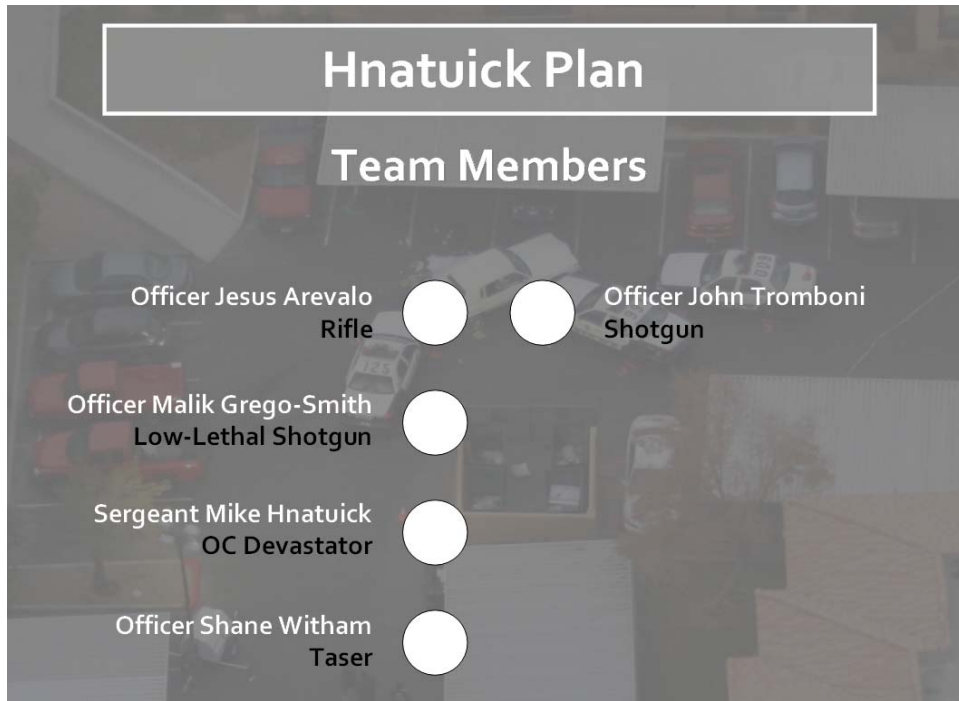 Hnatuick Plan
Team Members
Officer Jesus Arevalo
Rifle
Officer John Tromboni
Shotgun
Officer Malik Grego-Smith
Low-Lethal Shotgun
Sergeant Mike Hnatuick
OC Devastator
Officer Shane Witham
Taser